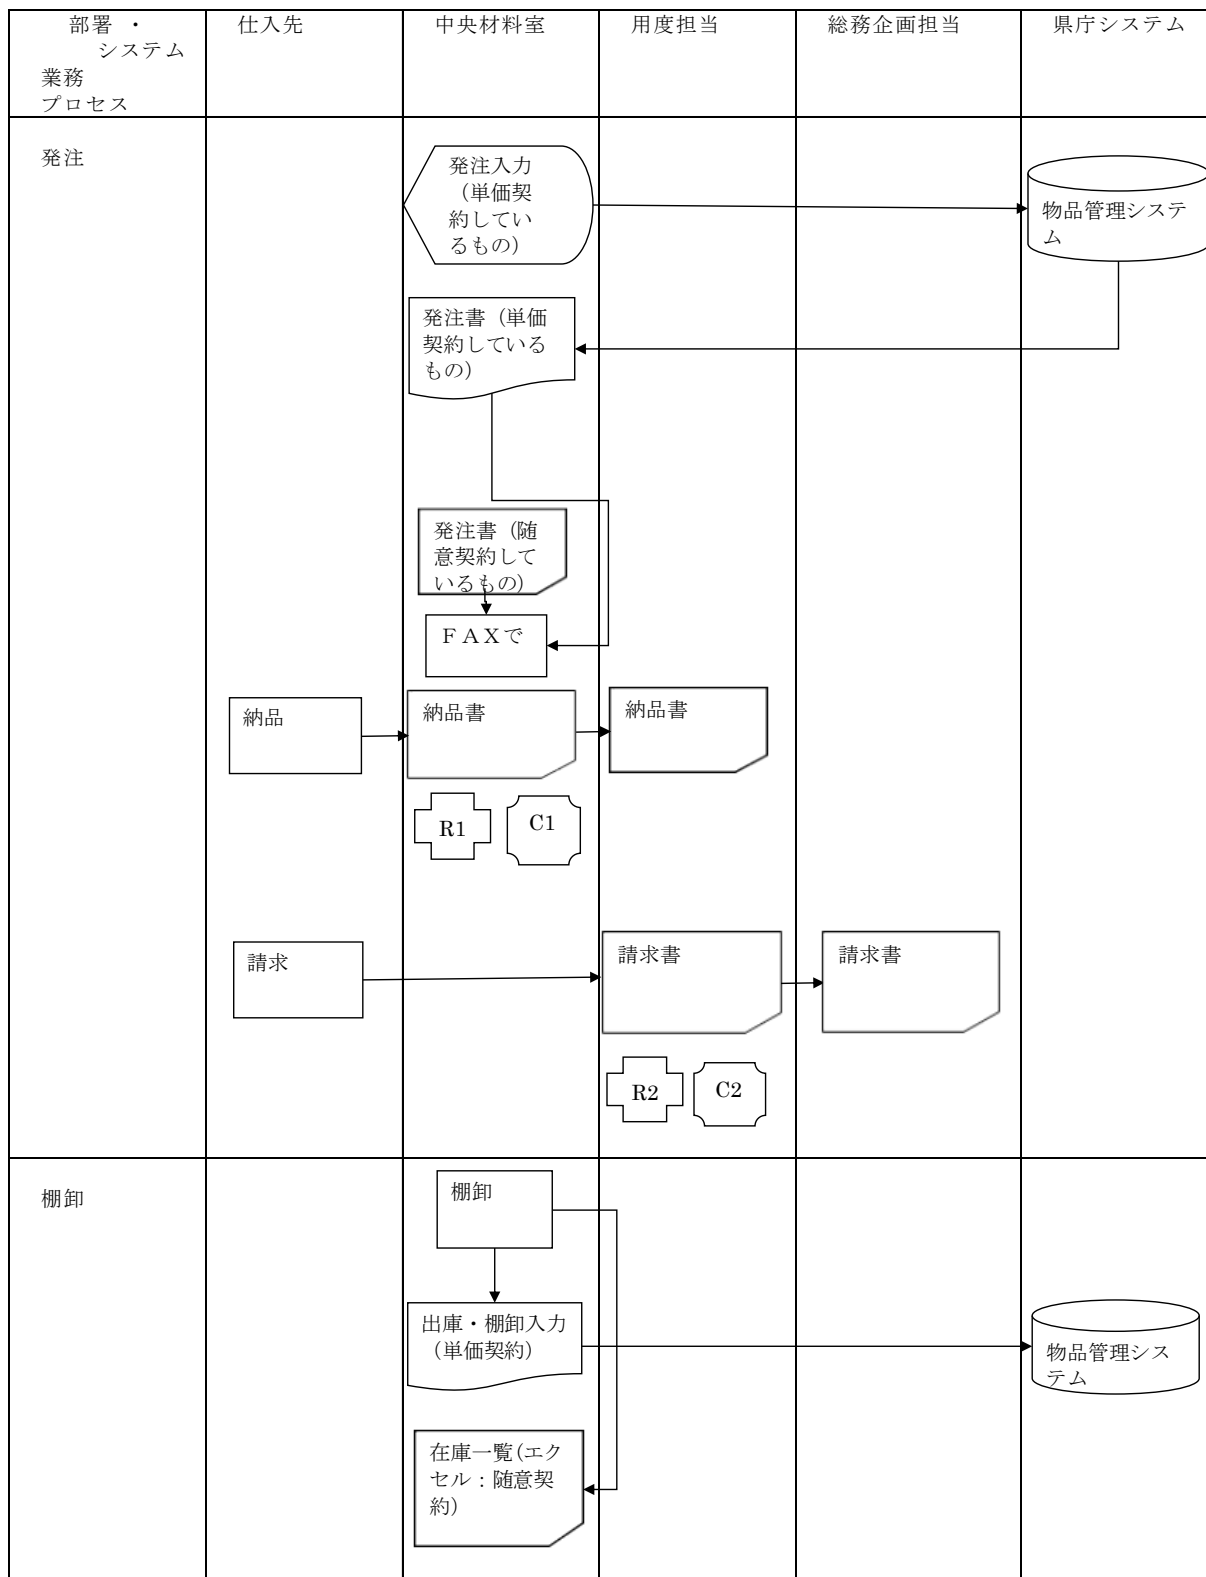 部署 ・
システム
業務
プロセス
仕入先
中央材料室
用度担当
総務企画担当
県庁システム
発注
発注入力
（単価契
約してい
るもの）
物品管理システ
ム
発注書（単価
契約している
もの）
発注書（随
意契約して
いるもの）
ＦＡＸで
納品
納品書
納品書
R1
C1
請求
請求書
請求書
R2
C2
棚卸
棚卸
出庫・棚卸入力
（単価契約）
物品管理シス
テム
在庫一覧(エク
セル：随意契
約）